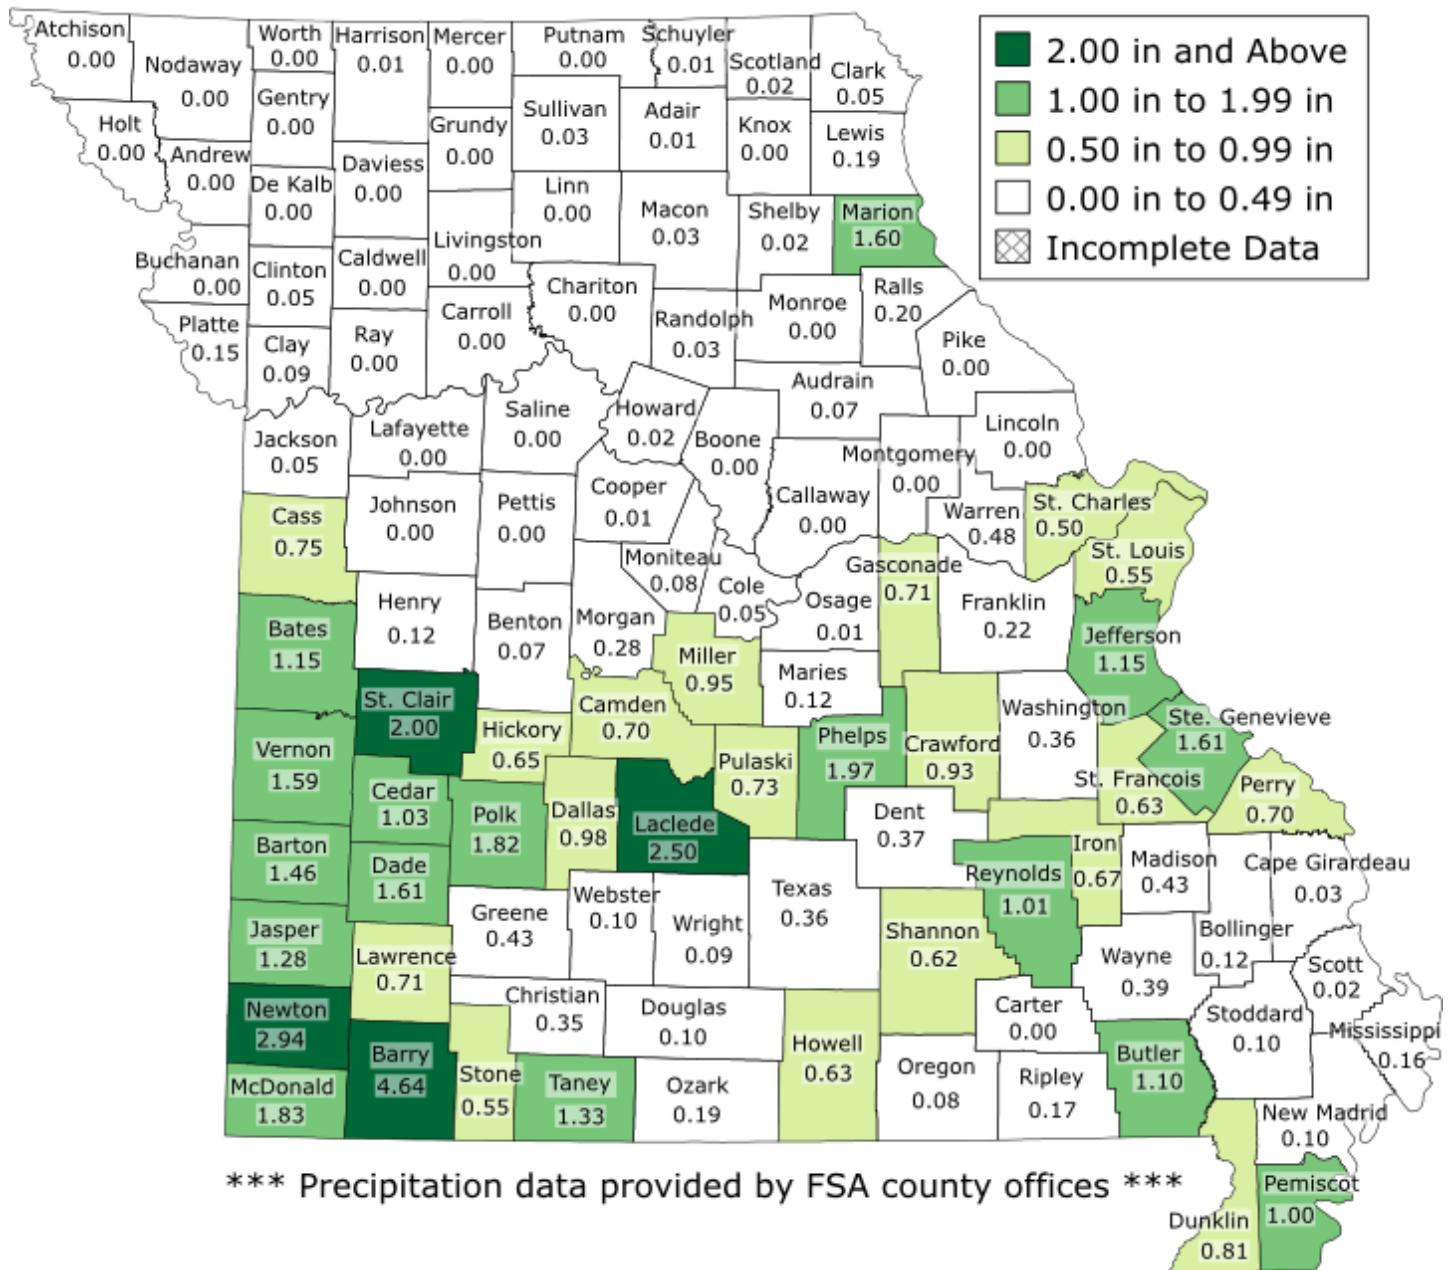 Atchison
0.00
Nodaway
0.00
Worth
0.00
Harrison
0.01
Mercer
0.00
Putnam
0.00
Schuyler
0.01
Scotland
0.02
Clark
0.05
2.00 in and Above
1.00 in to 1.99 in
0.50 in to 0.99 in
0.00 in to 0.49 in
Incomplete Data
Holt
0.00
Andrew
0.00
Gentry
0.00
De Kalb
0.00
Daviess
0.00
Grundy
0.00
Sullivan
0.03
Adair
0.01
Knox
0.00
Lewis
0.19
Linn
0.00
Macon
0.03
Shelby
0.02
Marion
1.60
Buchanan
0.00
Clinton
0.05
Caldwell
0.00
Livingston
0.00
Chariton
0.00
Randolph
0.03
Monroe
0.00
Ralls
0.20
Platte
0.15
Clay
0.09
Ray
0.00
Carroll
0.00
Pike
0.00
Audrain
0.07
Jackson
0.05
Lafayette
0.00
Saline
0.00
Howard
0.02
Boone
0.00
Callaway
0.00
Montgomery
0.00
Lincoln
0.00
Cass
0.75
Johnson
0.00
Pettis
0.00
Cooper
0.01
Moniteau
0.08
Cole
0.05
Osage
0.01
Gasconade
0.71
Warren
0.48
St. Charles
0.50
St. Louis
0.55
Franklin
0.22
Jefferson
1.15
Bates
1.15
Henry
0.12
Benton
0.07
Morgan
0.28
Miller
0.95
Maries
0.12
St. Clair
2.00
Hickory
0.65
Camden
0.70
Pulaski
0.73
Phelps
1.97
Crawford
0.93
Washington
0.36
Ste. Genevieve
1.61
St. Francois
0.63
Perry
0.70
Vernon
1.59
Cedar
1.03
Polk
1.82
Dallas
0.98
Laclede
2.50
Dent
0.37
Iron
0.67
Madison
0.43
Cape Girardeau
0.03
Barton
1.46
Dade
1.61
Greene
0.43
Webster
0.10
Wright
0.09
Texas
0.36
Reynolds
1.01
Shannon
0.62
Wayne
0.39
Bollinger
0.12
Scott
0.02
Jasper
1.28
Lawrence
0.71
Christian
0.35
Douglas
0.10
Howell
0.63
Carter
0.00
Stoddard
0.10
Mississippi
0.16
Newton
2.94
Barry
4.64
Stone
0.55
Taney
1.33
Ozark
0.19
Oregon
0.08
Ripley
0.17
Butler
1.10
New Madrid
0.10
McDonald
1.83
Dunklin
0.81
Pemiscot
1.00
*** Precipitation data provided by FSA county offices ***